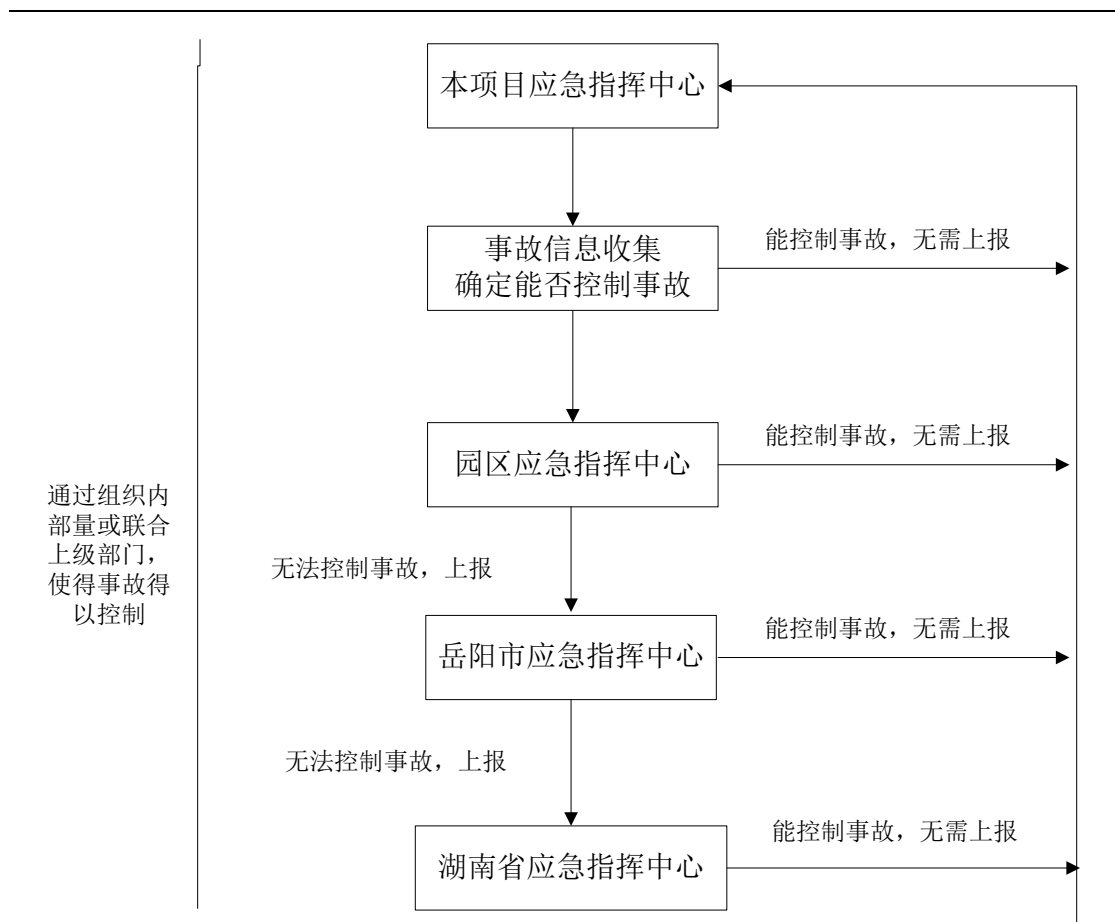 本项目应急指挥中心
事故信息收集
确定能否控制事故
能控制事故，无需上报
园区应急指挥中心
能控制事故，无需上报
通过组织内
部量或联合
上级部门，
使得事故得
以控制
无法控制事故，上报
岳阳市应急指挥中心
能控制事故，无需上报
无法控制事故，上报
湖南省应急指挥中心
能控制事故，无需上报